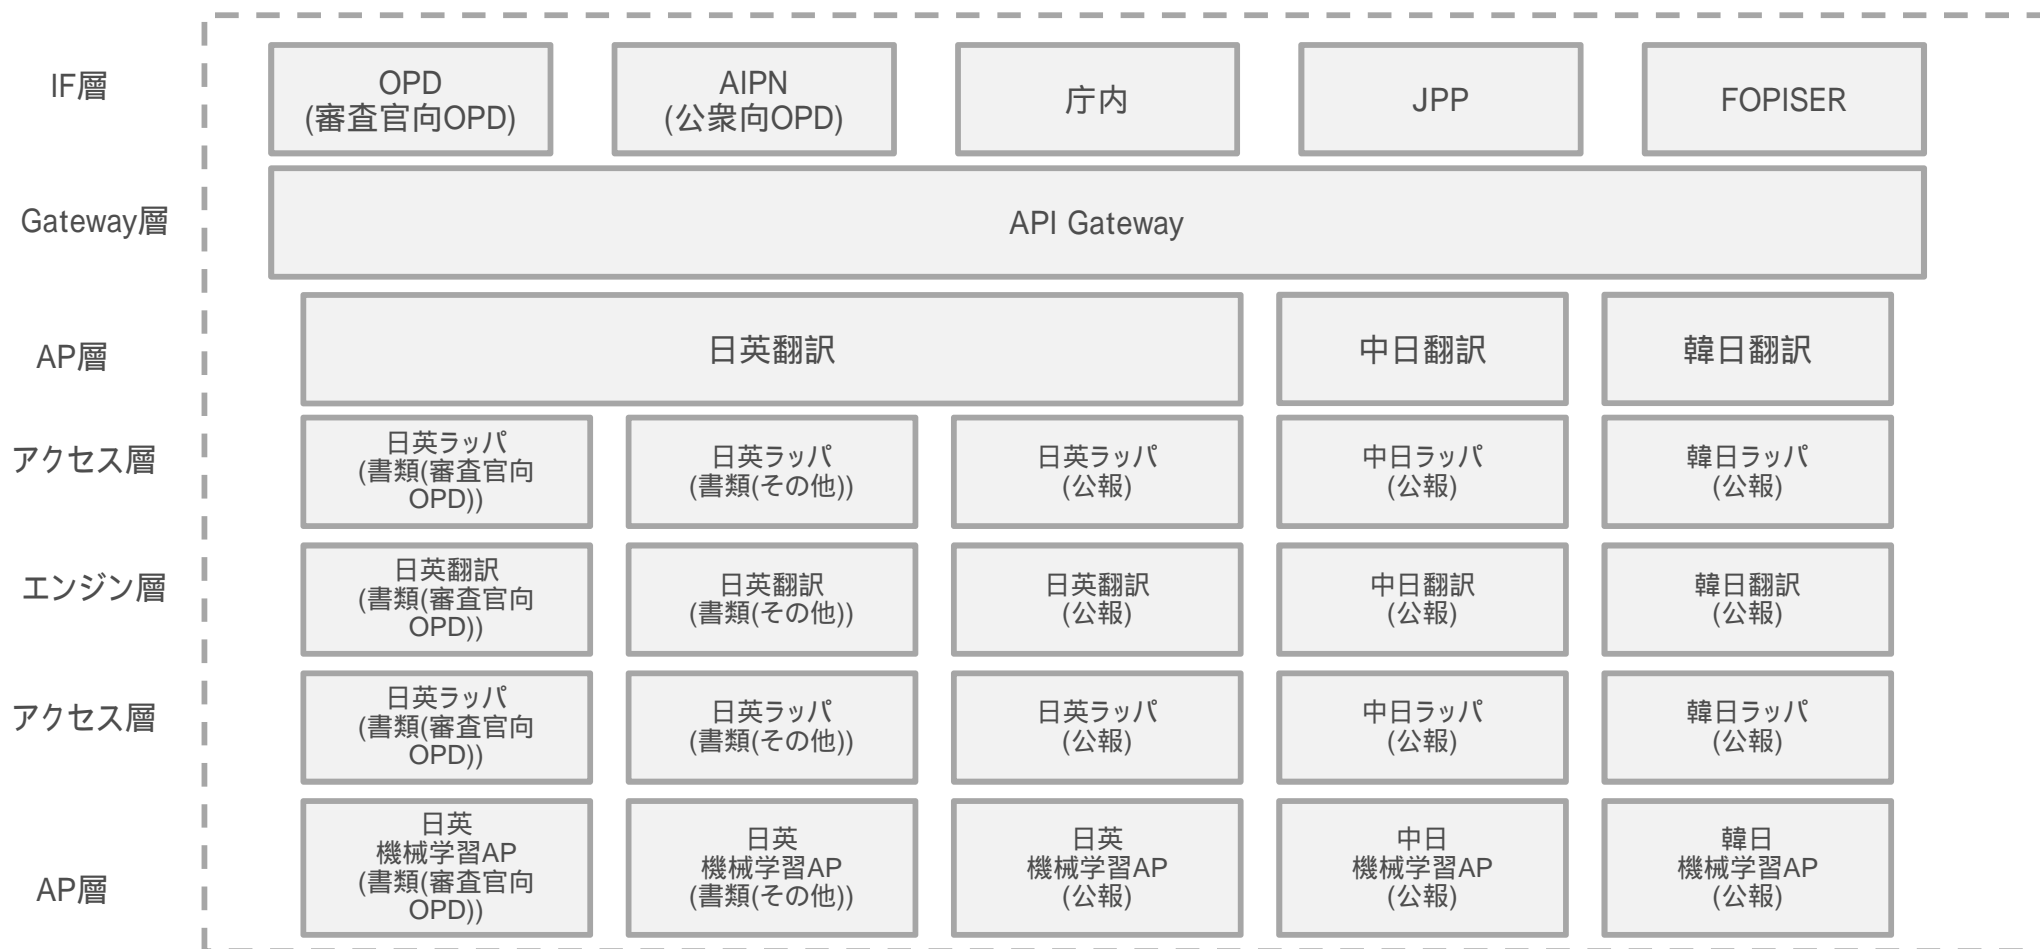 IF層
OPD
(審査官向OPD)
AIPN
(公衆向OPD)
庁内
JPP
FOPISER
Gateway層
API Gateway
AP層
日英翻訳
中日翻訳
韓日翻訳
アクセス層
日英ラッパ
(書類(審査官向
OPD))
日英ラッパ
(書類(その他))
日英ラッパ
(公報)
中日ラッパ
(公報)
韓日ラッパ
(公報)
エンジン層
日英翻訳
(書類(審査官向
OPD))
日英翻訳
(書類(その他))
日英翻訳
(公報)
中日翻訳
(公報)
韓日翻訳
(公報)
アクセス層
日英ラッパ
(書類(審査官向
OPD))
日英ラッパ
(書類(その他))
日英ラッパ
(公報)
中日ラッパ
(公報)
韓日ラッパ
(公報)
AP層
日英
機械学習AP
(書類(審査官向
OPD))
日英
機械学習AP
(書類(その他))
日英
機械学習AP
(公報)
中日
機械学習AP
(公報)
韓日
機械学習AP
(公報)